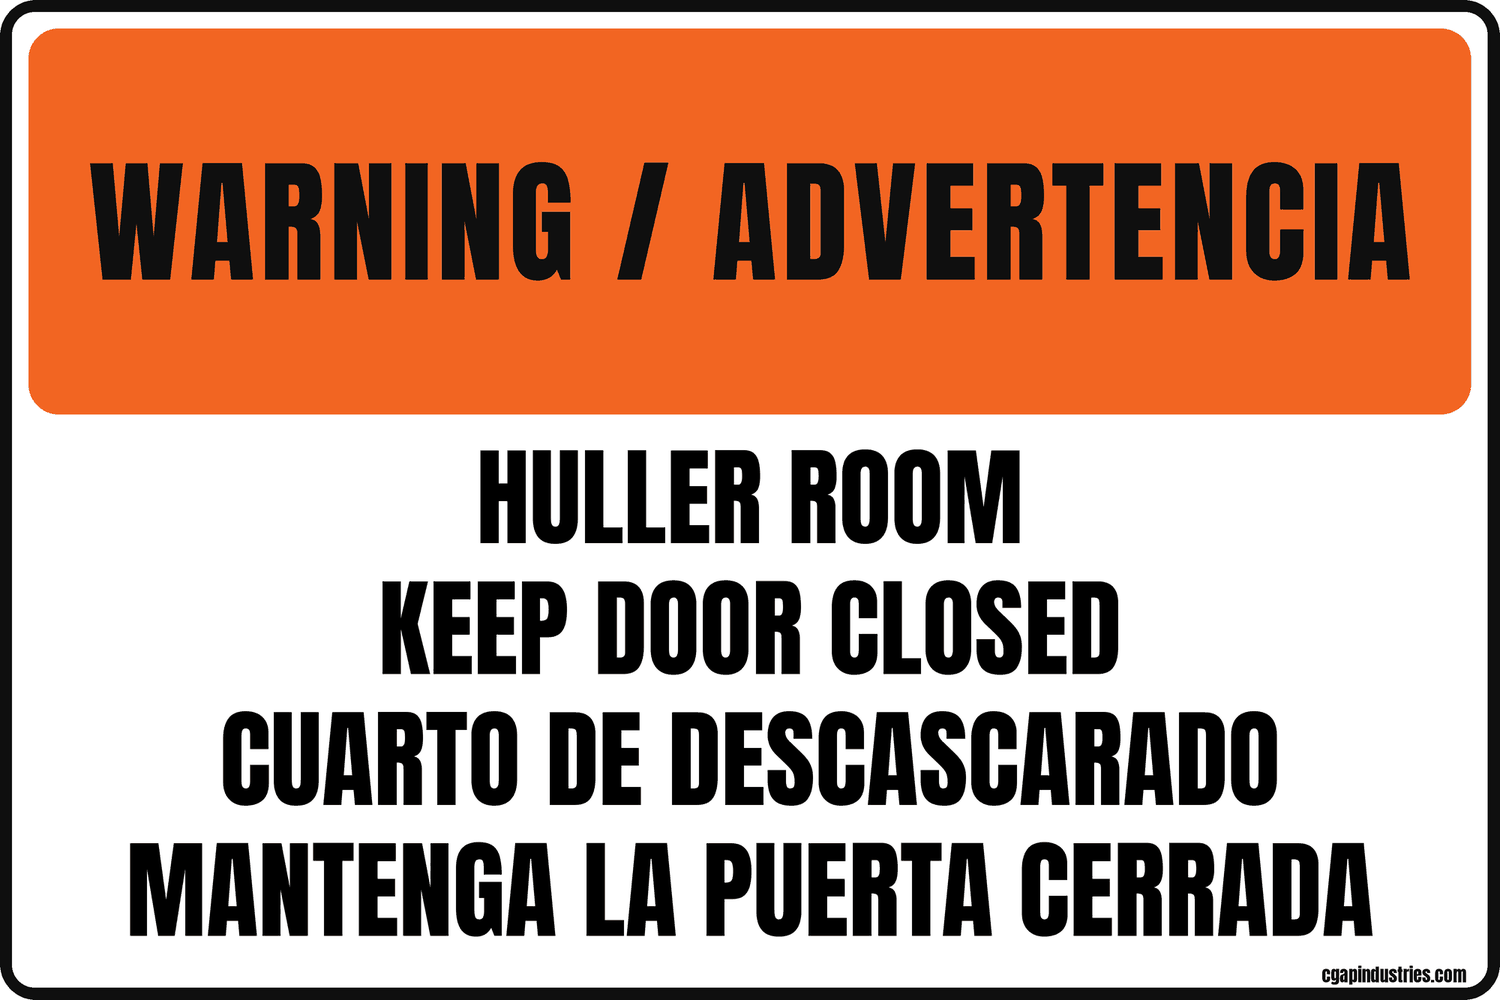 WARNING / ADVERTENCIA
HULLER ROOM
KEEP DOOR CLOSED
CUARTO DE DESCASCARADO
MANTENGA LA PUERTA CERRADA
cgapindustries.com